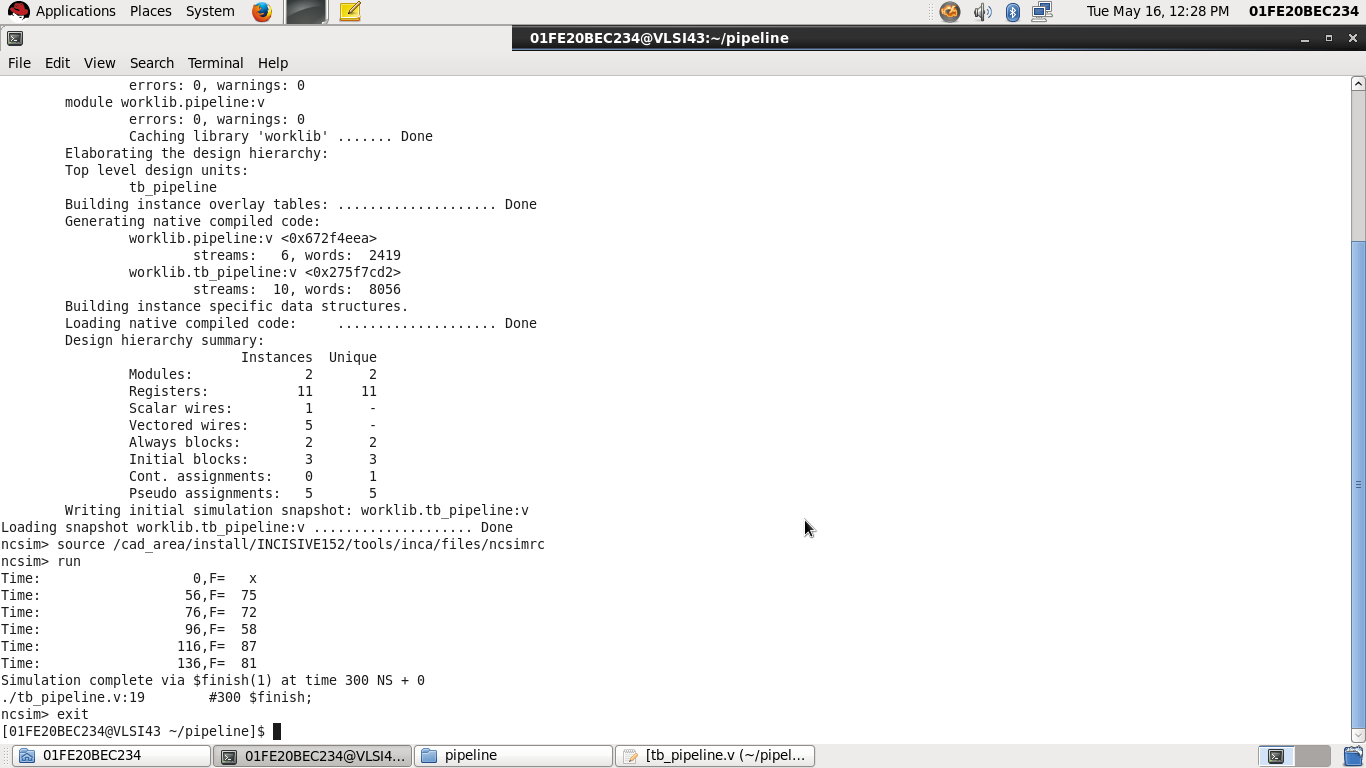 Applications Places System Tue May 16, 12:28 PM 01FE20BEC234
01FE20BEC234@VLSI43:~/pipeline
File Edit View Search Terminal Help
errors: 0, warnings: 0
module worklib.pipeline:v
errors: 0, warnings: 0
Caching library 'worklib' ....... Done
Elaborating the design hierarchy:
Top level design units:
tb_pipeline
Building instance overlay tables: .................... Done
Generating native compiled code:
worklib.pipeline:v <0x672f4eea>
streams:   6, words:  2419
worklib.tb_pipeline:v <0x275f7cd2>
streams:  10, words:  8056
Building instance specific data structures.
Loading native compiled code:     .................... Done
Design hierarchy summary:
Instances  Unique
Modules:              2       2
Registers:           11      11
Scalar wires:         1       -
Vectored wires:       5       -
Always blocks:        2       2
Initial blocks:       3       3
Cont. assignments:    0       1
Pseudo assignments:   5       5
Writing initial simulation snapshot: worklib.tb_pipeline:v
Loading snapshot worklib.tb_pipeline:v .................... Done
ncsim> source /cad_area/install/INCISIVE152/tools/inca/files/ncsimrc
ncsim> run
Time:                   0,F=   x
Time:                  56,F=  75
Time:                  76,F=  72
Time:                  96,F=  58
Time:                 116,F=  87
Time:                 136,F=  81
Simulation complete via $finish(1) at time 300 NS + 0
./tb_pipeline.v:19        #300 $finish;
ncsim> exit
[01FE20BEC234@VLSI43 ~/pipeline]$
01FE20BEC234 01FE20BEC234@VLSI4... pipeline [tb_pipeline.v (~/pipel...